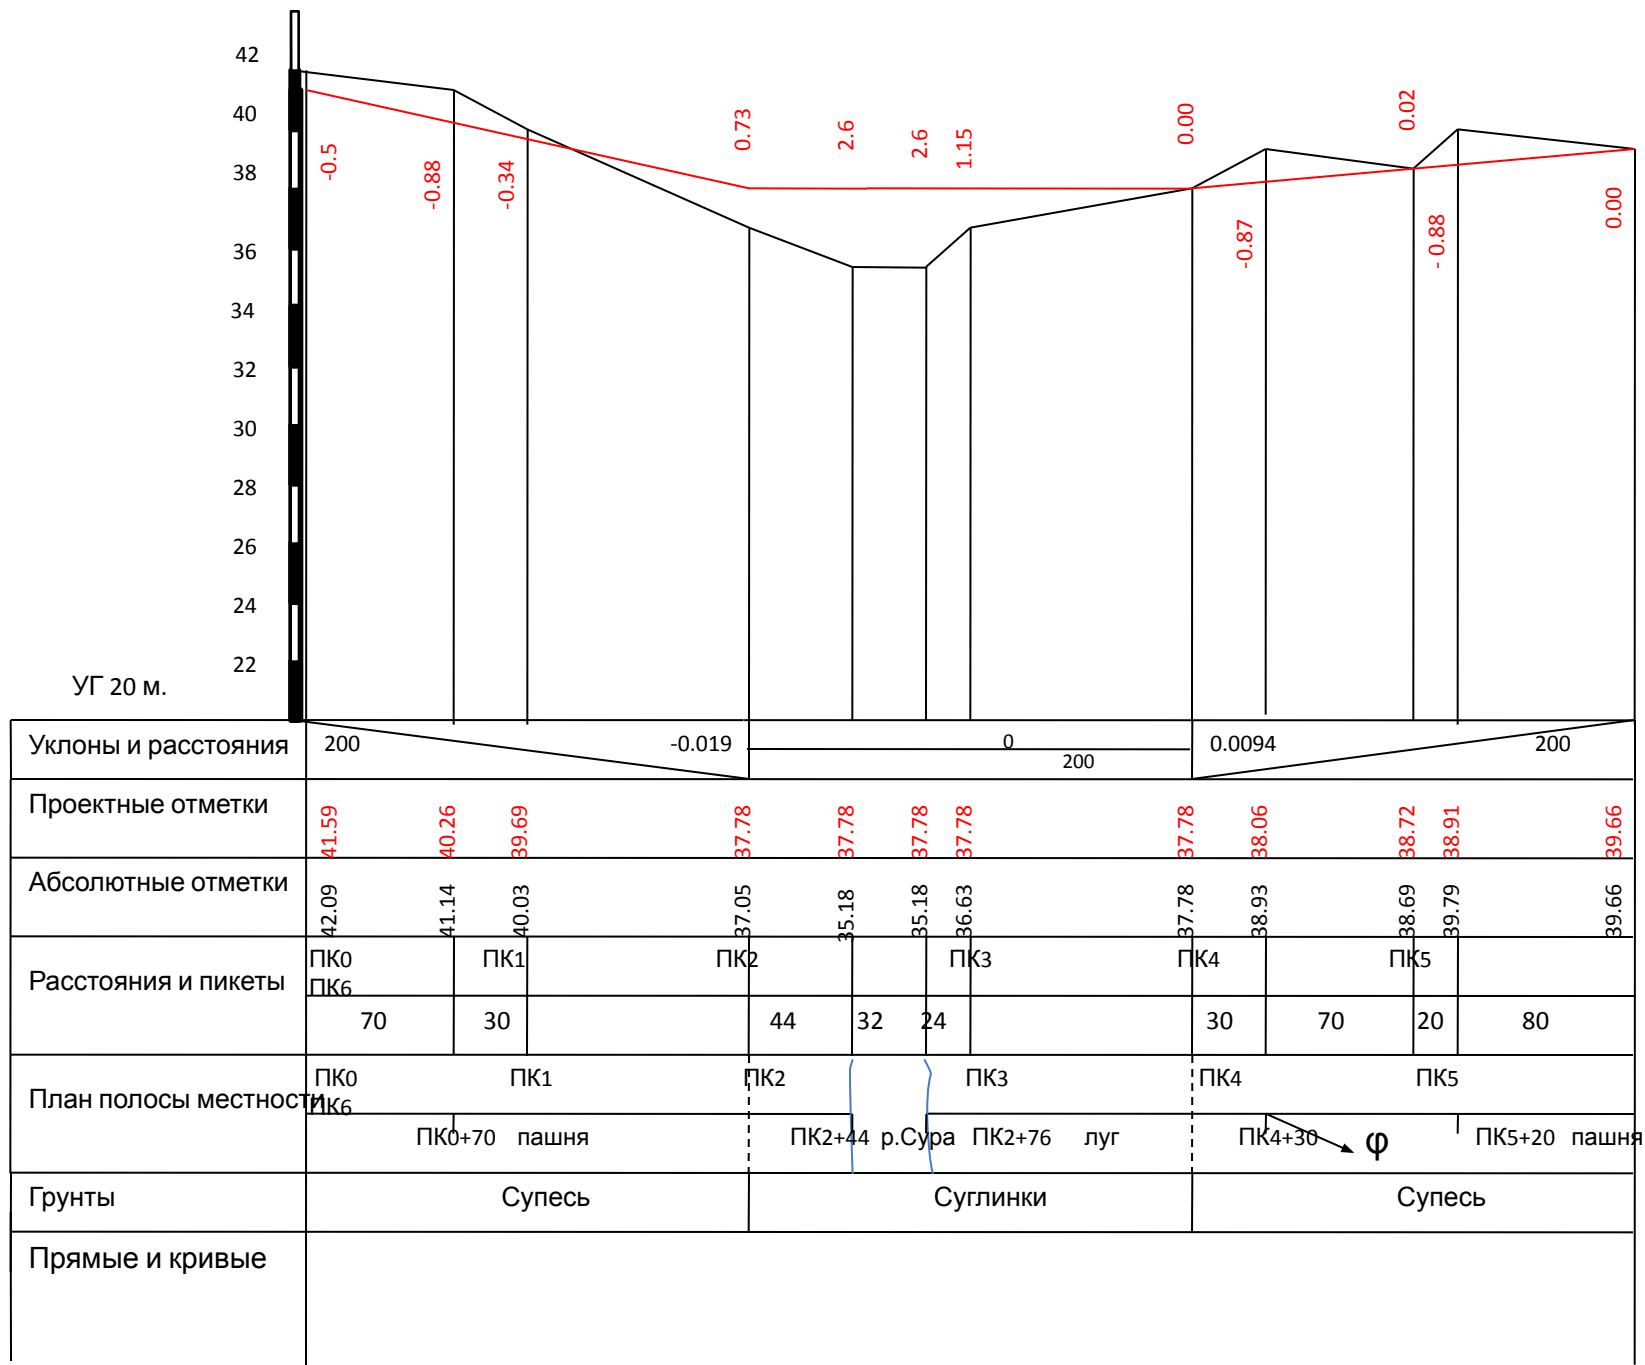 42
40
38
36
34
32
30
28
26
24
22
УГ 20 м.
-0.5
-0.88
-0.34
0.73
2.6
2.6
1.15
0.00
-0.87
0.02
- 0.88
0.00
Уклоны и расстояния 200 -0.019 0 200 0.0094 200
Проектные отметки 41.59 40.26 39.69 37.78 37.78 37.78 37.78 37.78 38.06 38.72 38.91 39.66
Абсолютные отметки 42.09 41.14 40.03 37.05 35.18 35.18 36.63 37.78 38.93 38.69 39.79 39.66
Расстояния и пикеты
ПК0 ПК1 ПК2 ПК3 ПК4 ПК5
ПК6
70 30 44 32 24 30 70 20 80
План полосы местности
ПК0 ПК1 ПК2 ПК3 ПК4 ПК5
ПК6
ПК0+70 пашня ПК2+44 р.Сура ПК2+76 луг ПК4+30 φ ПК5+20 пашня
Грунты Супесь Суглинки Супесь
Прямые и кривые